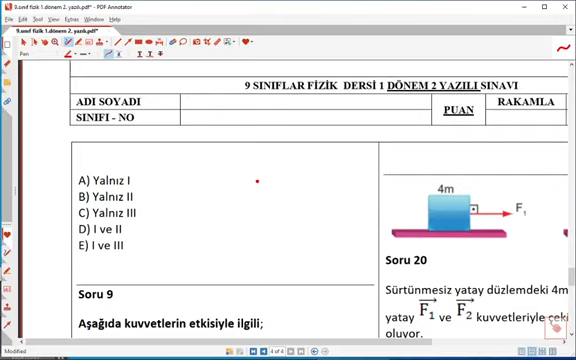 9.sınıf fizik 1.dönem 2. yazılı.pdf* - PDF Annotator
File Edit View Document Tool Extras Window Help
9.sınıf fizik 1.dönem 2. yazılı.pdf*
Pan
9 SINIFLAR FİZİK DERSİ 1 DÖNEM 2 YAZILI SINAVI
ADI SOYADI
PUAN
RAKAMLA
SINIFI - NO
A) Yalnız I
B) Yalnız II
C) Yalnız III
D) I ve II
E) I ve III
Soru 9
Aşağıda kuvvetlerin etkisiyle ilgili;
4m
F₁
Soru 20
Sürtünmesiz yatay düzlemdeki 4m
yatay F₁ ve F₂ kuvvetleriyle çeki
oluyor.
Modified
4 of 4